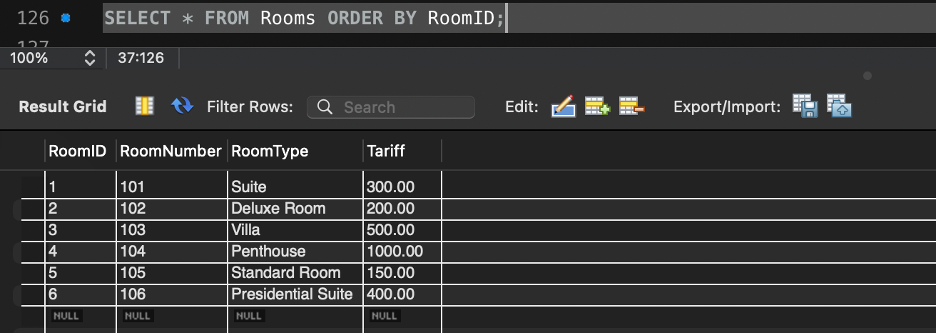 126 SELECT * FROM Rooms ORDER BY RoomID;
127
100% 37:126
Result Grid Filter Rows: Search Edit: Export/Import:
RoomID RoomNumber RoomType Tariff
1 101 Suite 300.00
2 102 Deluxe Room 200.00
3 103 Villa 500.00
4 104 Penthouse 1000.00
5 105 Standard Room 150.00
6 106 Presidential Suite 400.00
NULL NULL NULL NULL